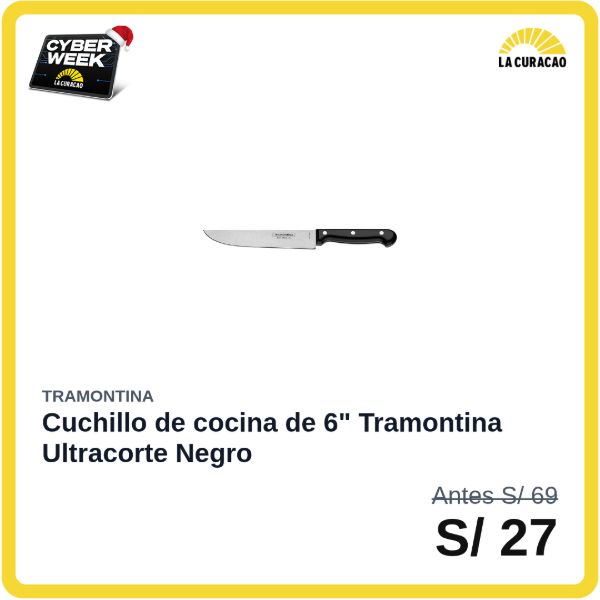 CYBER
WEEK
LA CURACAO
LA CURACAO
TRAMONTINA
Cuchillo de cocina de 6" Tramontina
Ultracorte Negro
Antes S/ 69
S/ 27